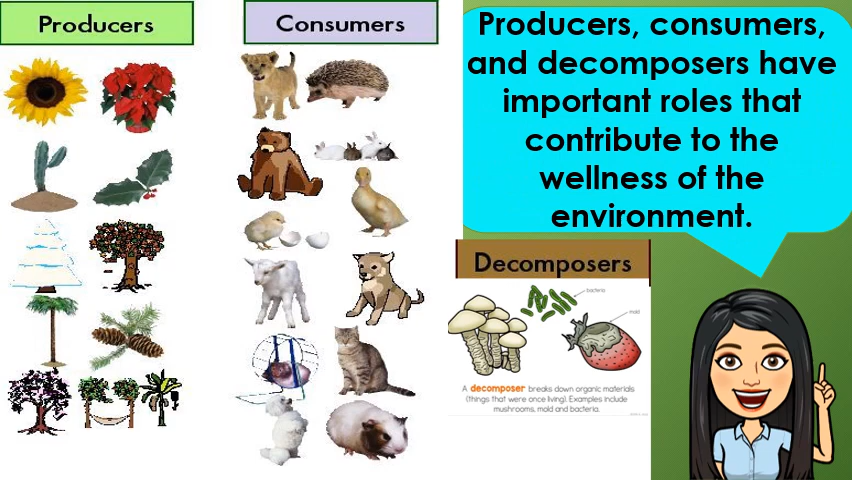 Producers
Consumers
Producers, consumers,
and decomposers have
important roles that
contribute to the
wellness of the
environment.
Decomposers
bacteria
mold
A decomposer breaks down organic materials
(things that were once living). Examples include
mushrooms, mold and bacteria.